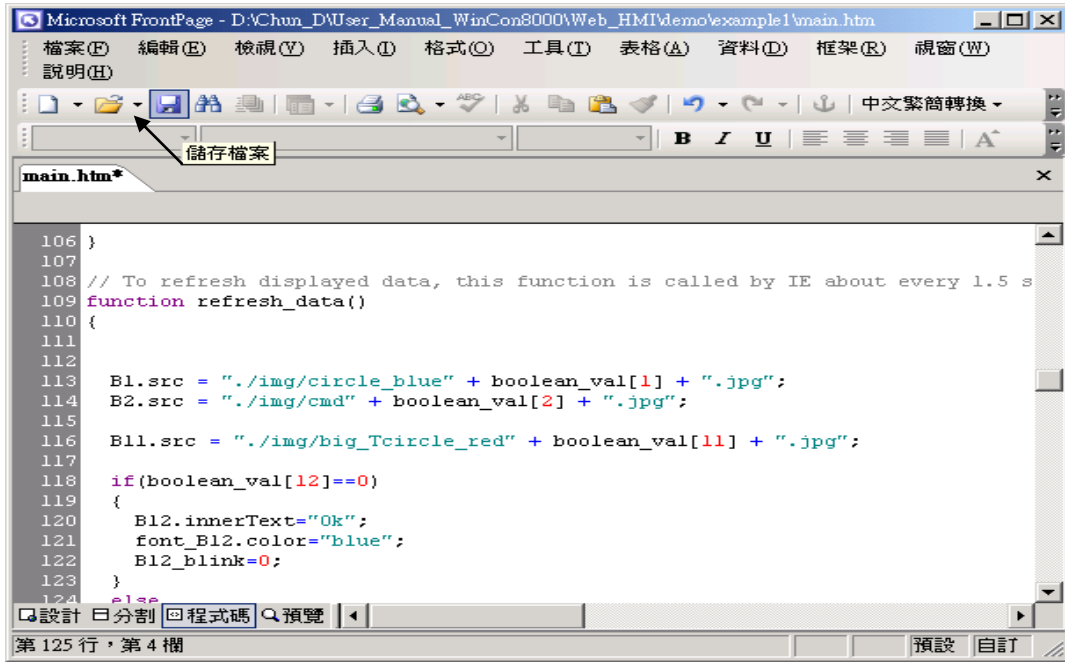 Microsoft FrontPage - D:\Chun_D\User_Manual_WinCon8000\Web_HMI\demo\example1\main.htm
檔案(F) 編輯(E) 檢視(V) 插入(I) 格式(O) 工具(T) 表格(A) 資料(D) 框架(R) 視窗(W)
說明(H)
中文繁簡轉換
B I U A
儲存檔案
main.htm*
106 }
107
108 // To refresh displayed data, this function is called by IE about every 1.5 s
109 function refresh_data()
110 {
111
112
113 B1.src = "./img/circle_blue" + boolean_val[1] + ".jpg";
114 B2.src = "./img/cmd" + boolean_val[2] + ".jpg";
115
116 B11.src = "./img/big_Tcircle_red" + boolean_val[11] + ".jpg";
117
118 if(boolean_val[12]==0)
119 {
120 B12.innerText="Ok";
121 font_B12.color="blue";
122 B12_blink=0;
123 }
124 else
設計 分割 程式碼 預覽
第 125 行，第 4 欄 預設 自訂